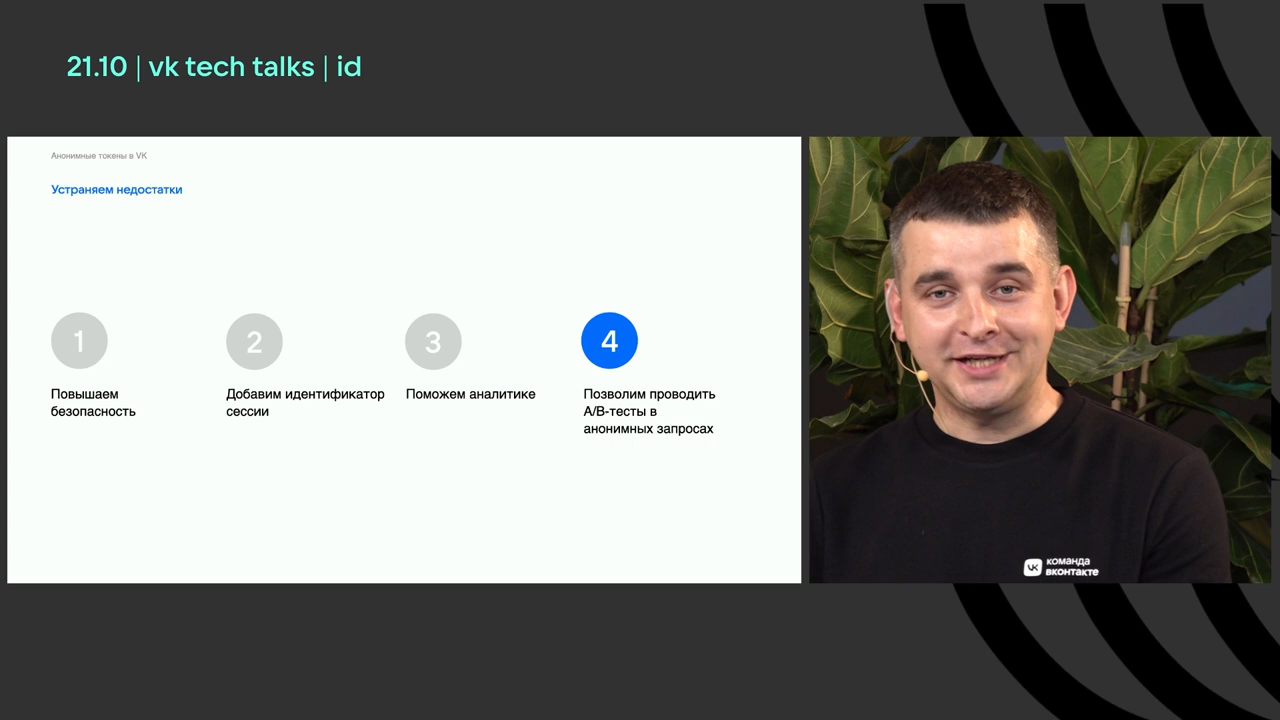 21.10 | vk tech talks | id
Анонимные токены в VK
Устраняем недостатки
1
Повышаем
безопасность
2
Добавим идентификатор
сессии
3
Поможем аналитике
4
Позволим проводить
А/В-тесты в
анонимных запросах
команда
вконтакте